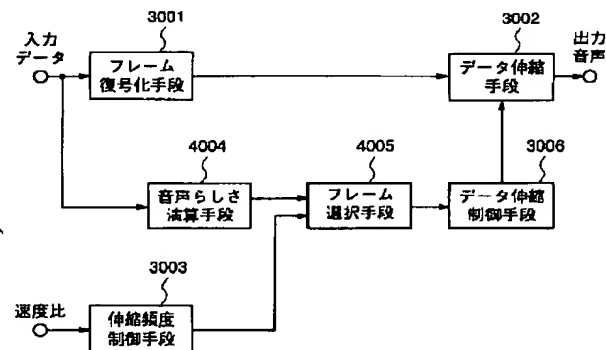 3001
3002
入力
データ
出力
音声
フレーム
復号化手段
データ伸縮
手段
4004
4005
3006
音声らしさ
演算手段
フレーム
選択手段
データ伸縮
制御手段
3003
速度比
伸縮頻度
制御手段